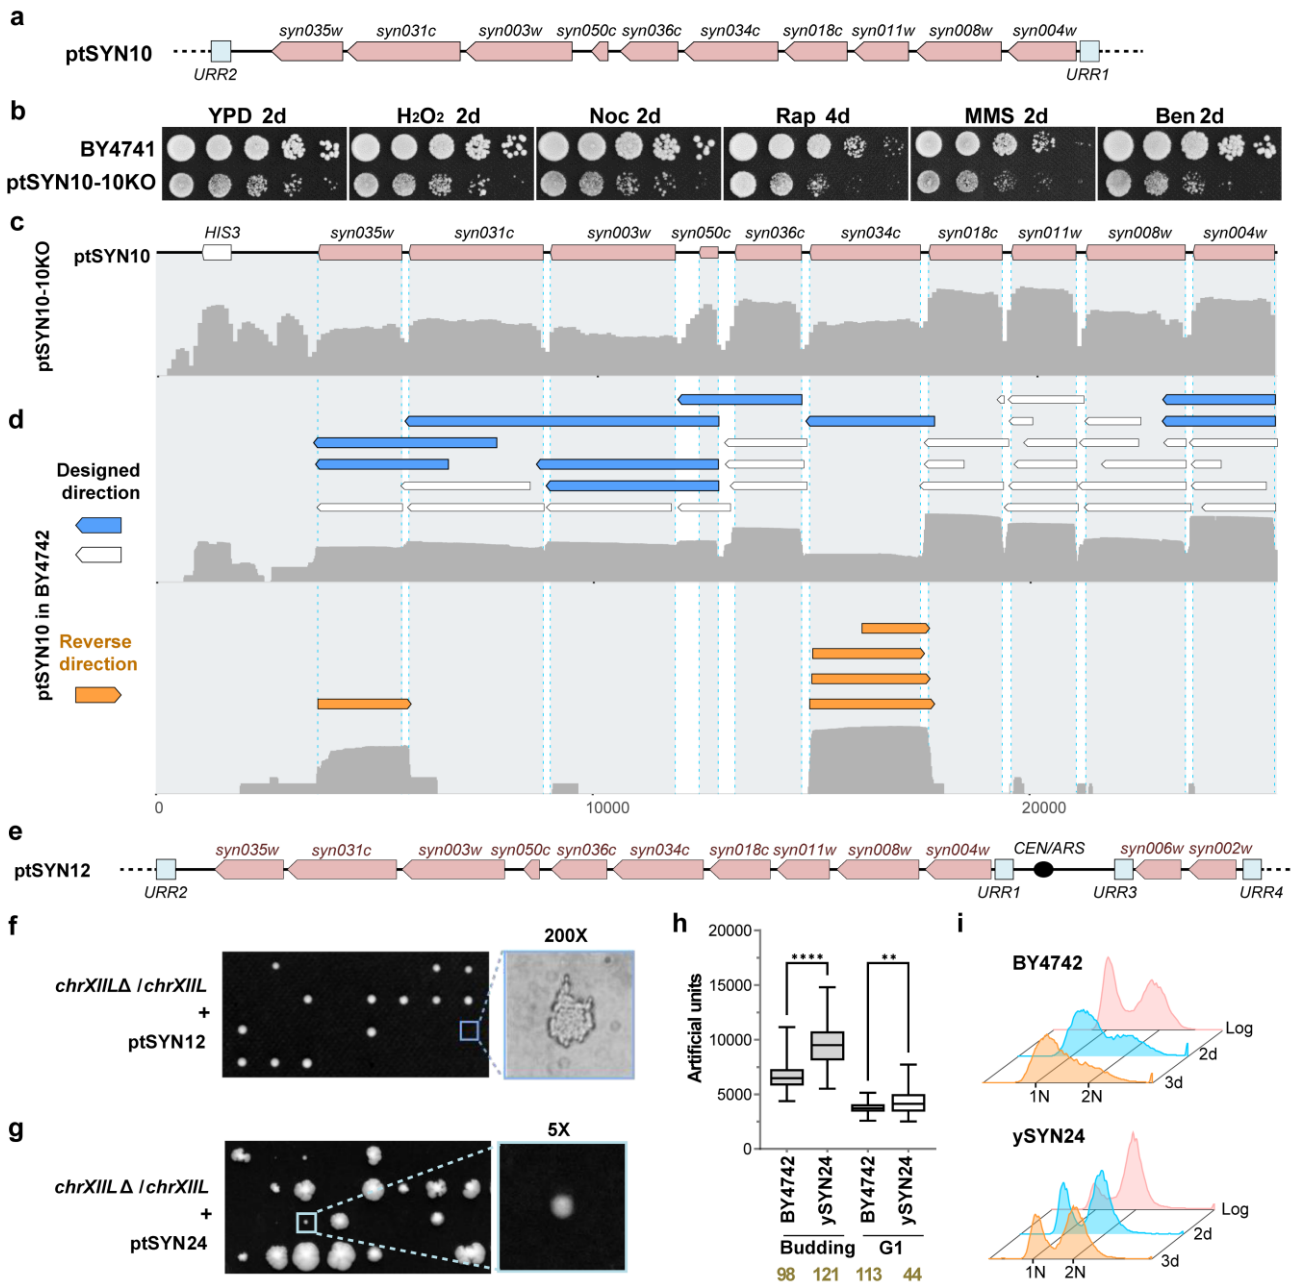 a
syn035w syn031c syn003w syn050c syn036c syn034c syn018c syn011w syn008w syn004w
ptSYN10
URR2 URR1
b
YPD 2d H2O2 2d Noc 2d Rap 4d MMS 2d Ben 2d
BY4741
ptSYN10-10KO
c
HIS3 syn035w syn031c syn003w syn050c syn036c syn034c syn018c syn011w syn008w syn004w
ptSYN10
ptSYN10-10KO
d
Designed
direction
ptSYN10 in BY4742
Reverse
direction
0 10000 20000
e
syn035w syn031c syn003w syn050c syn036c syn034c syn018c syn011w syn008w syn004w CEN/ARS syn006w syn002w
ptSYN12
URR2 URR1 URR3 URR4
f
200X
chrXIILΔ /chrXIIL
+
ptSYN12
g
5X
chrXIILΔ /chrXIIL
+
ptSYN24
h
20000
15000
10000
5000
0
Artificial units
**** **
BY4742 ySYN24 BY4742 ySYN24
Budding G1
98 121 113 44
i
BY4742
Log
2d
3d
1N 2N
ySYN24
Log
2d
3d
1N 2N